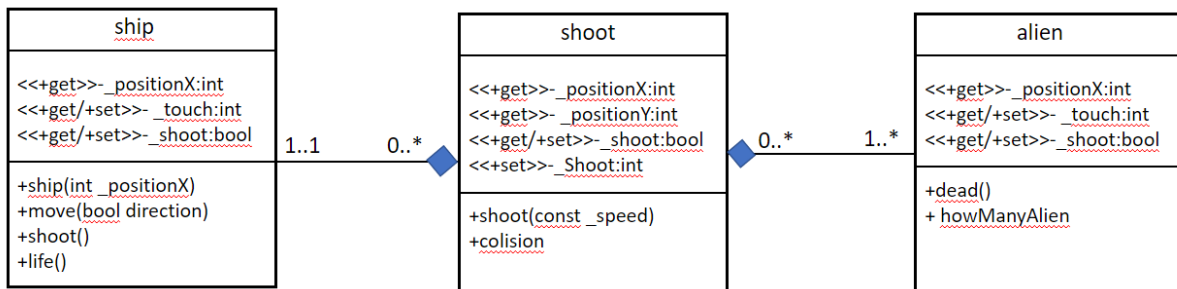 ship
<<+get>>-_positionX:int
<<+get/+set>>- _touch:int
<<+get/+set>>-_shoot:bool
+ship(int _positionX)
+move(bool direction)
+shoot()
+life()
1..1
0..*
shoot
<<+get>>-_positionX:int
<<+get>>-_positionY:int
<<+get/+set>>-_shoot:bool
<<+set>>-_Shoot:int
+shoot(const _speed)
+colision
0..*
1..*
alien
<<+get>>-_positionX:int
<<+get/+set>>-_touch:int
<<+get/+set>>-_shoot:bool
+dead()
+ howManyAlien